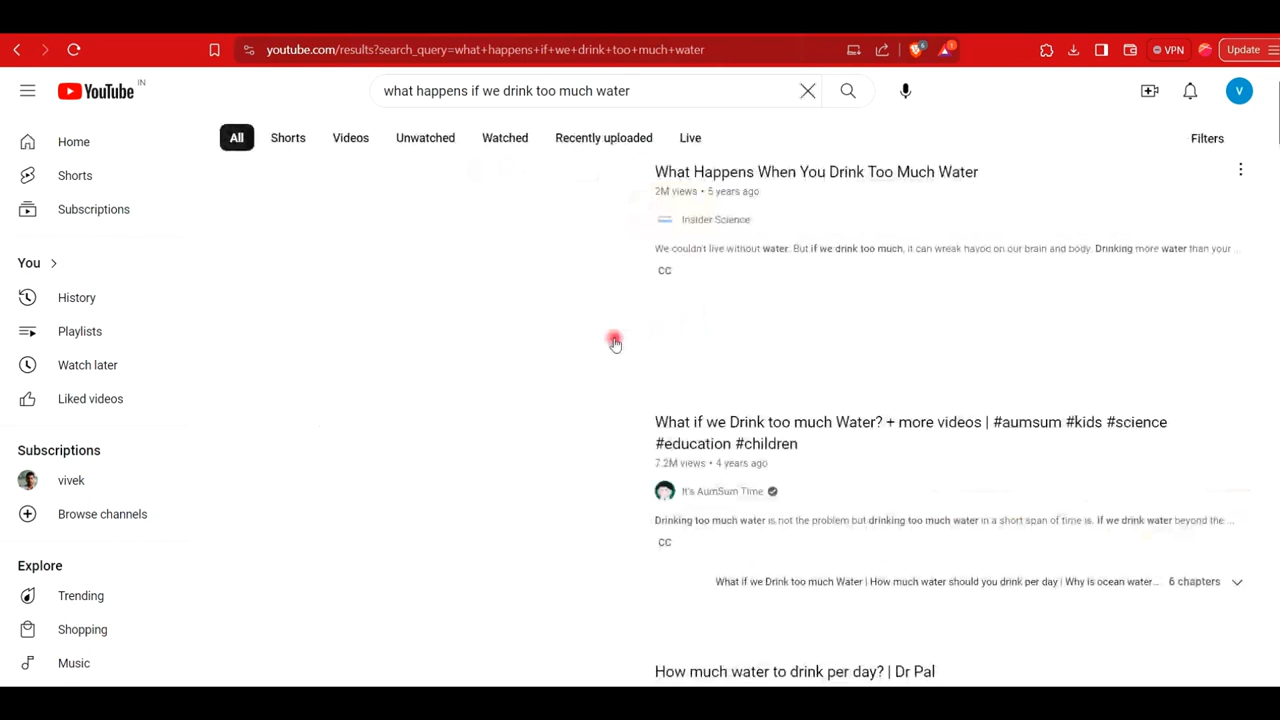 youtube.com/results?search_query=what+happens+if+we+drink+too+much+water
6
1
VPN
Update
YouTube IN
what happens if we drink too much water
V
All Shorts Videos Unwatched Watched Recently uploaded Live Filters
Home
Shorts
Subscriptions
You
History
Playlists
Watch later
Liked videos
Subscriptions
vivek
Browse channels
Explore
Trending
Shopping
Music
What Happens When You Drink Too Much Water
2M views • 5 years ago
Insider Science
We couldn't live without water. But if we drink too much, it can wreak havoc on our brain and body. Drinking more water than your ...
CC
What if we Drink too much Water? + more videos | #aumsum #kids #science
#education #children
7.2M views • 4 years ago
It's AumSum Time
Drinking too much water is not the problem but drinking too much water in a short span of time is. If we drink water beyond the ...
CC
What if we Drink too much Water | How much water should you drink per day | Why is ocean water... 6 chapters
How much water to drink per day? | Dr Pal